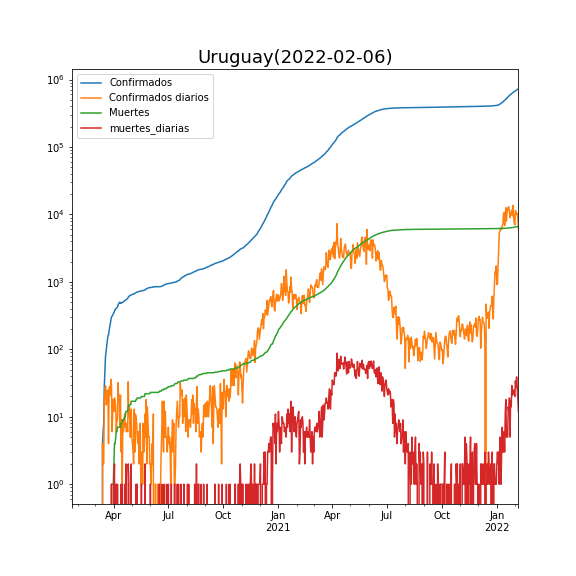 Uruguay(2022-02-06)
Confirmados
Confirmados diarios
Muertes
muertes_diarias
10⁶
10⁵
10⁴
10³
10²
10¹
10⁰
Apr Jul Oct Jan Apr Jul Oct Jan
2021 2022